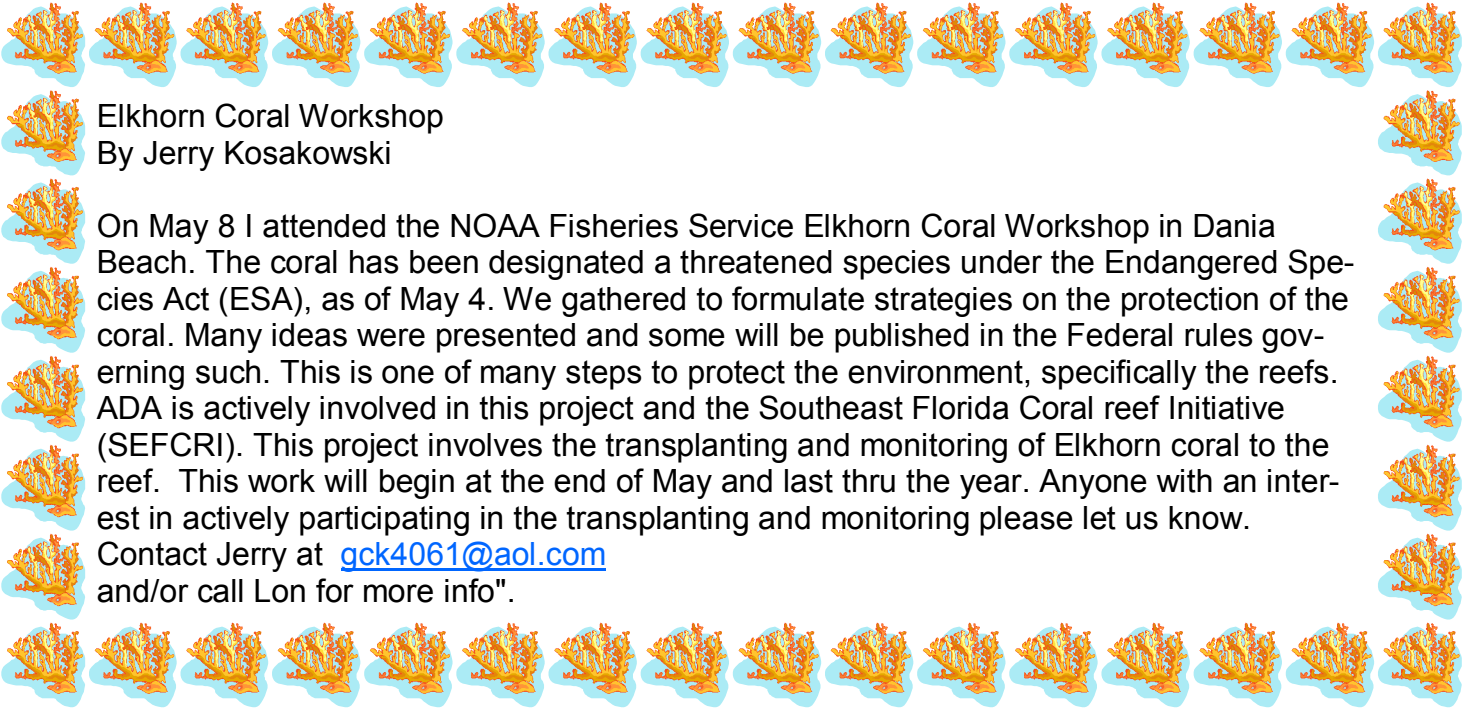 Elkhorn Coral Workshop
By Jerry Kosakowski
On May 8 I attended the NOAA Fisheries Service Elkhorn Coral Workshop in Dania
Beach. The coral has been designated a threatened species under the Endangered Spe-
cies Act (ESA), as of May 4. We gathered to formulate strategies on the protection of the
coral. Many ideas were presented and some will be published in the Federal rules gov-
erning such. This is one of many steps to protect the environment, specifically the reefs.
ADA is actively involved in this project and the Southeast Florida Coral reef Initiative
(SEFCRI). This project involves the transplanting and monitoring of Elkhorn coral to the
reef.  This work will begin at the end of May and last thru the year. Anyone with an inter-
est in actively participating in the transplanting and monitoring please let us know.
Contact Jerry at  gck4061@aol.com
and/or call Lon for more info".